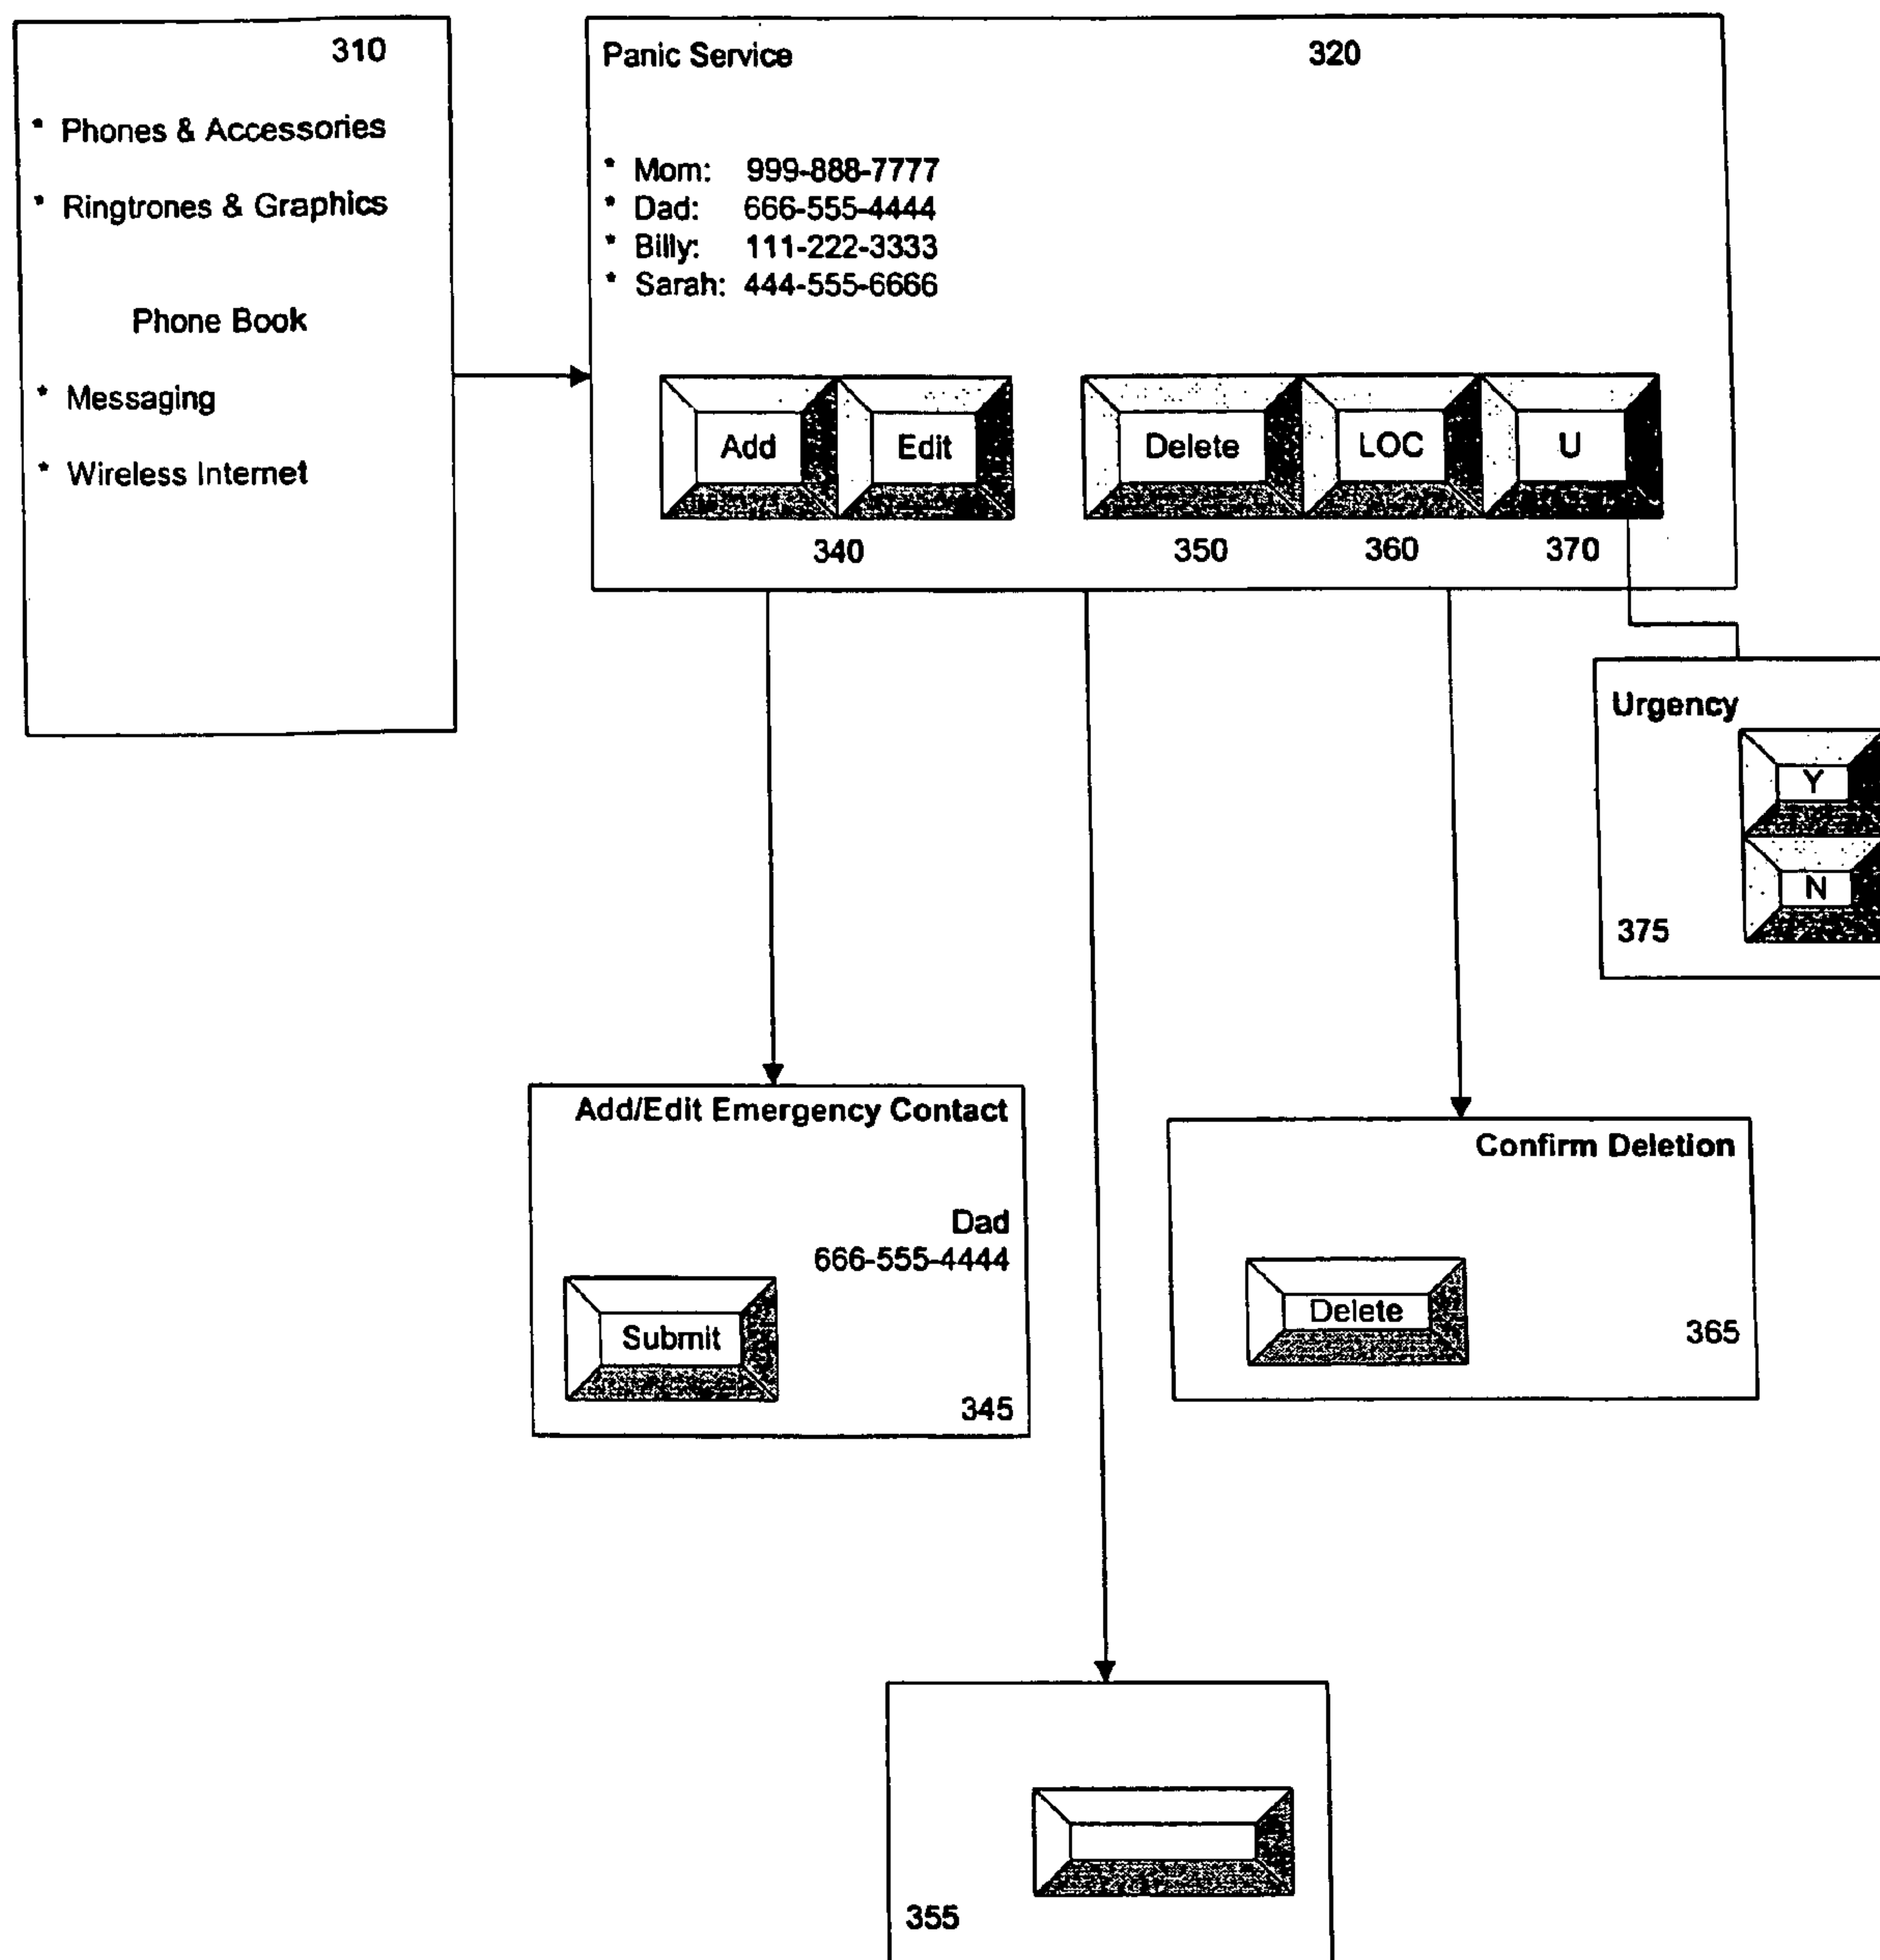 310
* Phones & Accessories
* Ringtrones & Graphics
Phone Book
* Messaging
* Wireless Internet
Panic Service
320
* Mom: 999-888-7777
* Dad: 666-555-4444
* Billy: 111-222-3333
* Sarah: 444-555-6666
Add
Edit
Delete
LOC
U
340
350
360
370
Urgency
Y
N
375
Add/Edit Emergency Contact
Dad
666-555-4444
Submit
345
Confirm Deletion
Delete
365
355